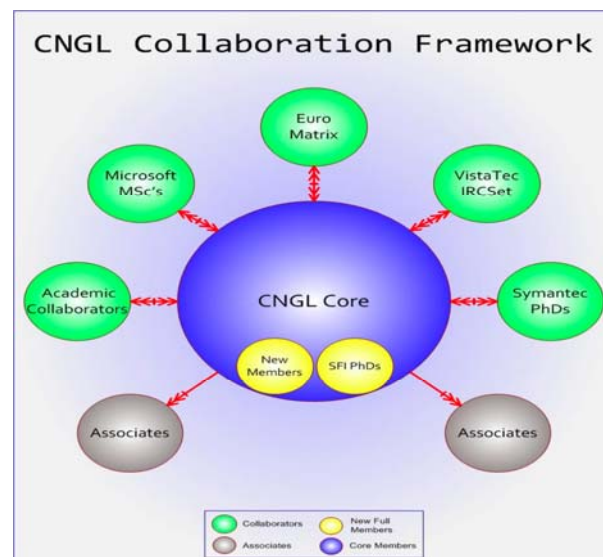 CNGL Collaboration Framework
Euro
Matrix
Microsoft
MSc's
VistaTec
IRCSet
Academic
Collaborators
CNGL Core
Symantec
PhDs
New
Members
SFI PhDs
Associates
Associates
Collaborators
New Full
Members
Associates
Core Members